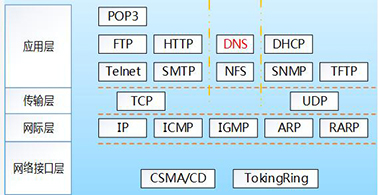 POP3
应用层
FTP HTTP DNS DHCP
Telnet SMTP NFS SNMP TFTP
传输层 TCP UDP
网际层 IP ICMP IGMP ARP RARP
网络接口层
CSMA/CD TokingRing